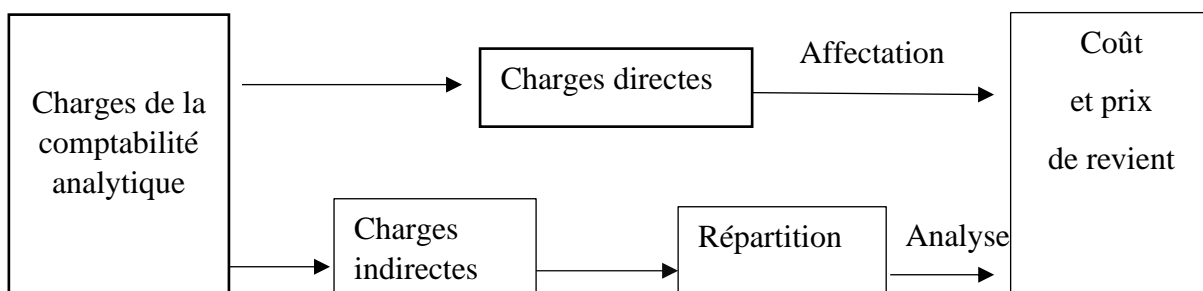 Charges de la
comptabilité
analytique
Charges directes
Affectation
Coût
et prix
de revient
Charges
indirectes
Répartition
Analyse